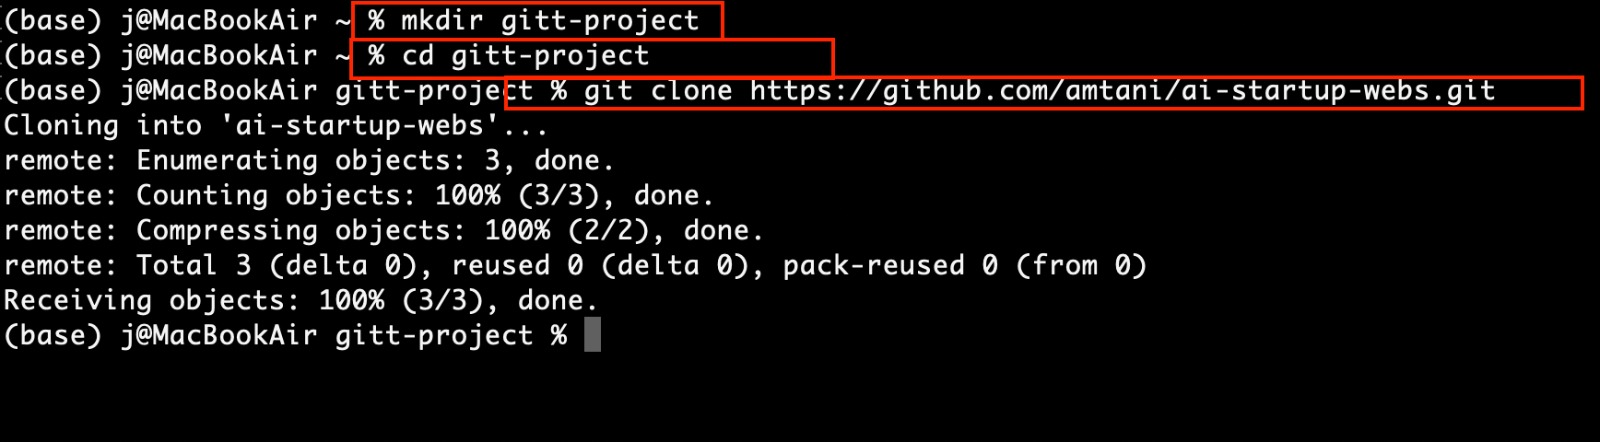 (base) j@MacBookAir ~ % mkdir gitt-project
(base) j@MacBookAir ~ % cd gitt-project
(base) j@MacBookAir gitt-project % git clone https://github.com/amtani/ai-startup-webs.git
Cloning into 'ai-startup-webs'...
remote: Enumerating objects: 3, done.
remote: Counting objects: 100% (3/3), done.
remote: Compressing objects: 100% (2/2), done.
remote: Total 3 (delta 0), reused 0 (delta 0), pack-reused 0 (from 0)
Receiving objects: 100% (3/3), done.
(base) j@MacBookAir gitt-project %